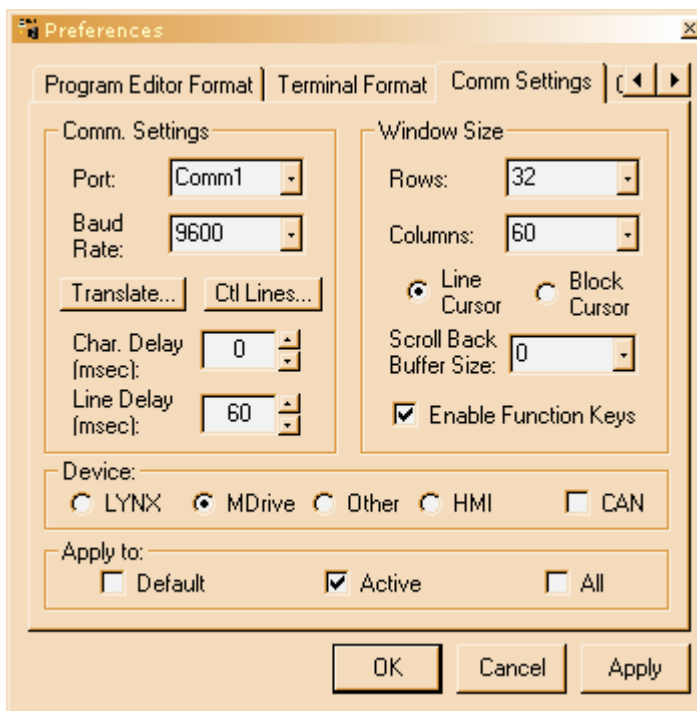 Preferences
Program Editor Format Terminal Format Comm Settings
Comm. Settings
Port: Comm1
Baud
Rate: 9600
Translate... Ctl Lines...
Char. Delay
(msec): 0
Line Delay
(msec): 60
Window Size
Rows: 32
Columns: 60
Line
Cursor
Block
Cursor
Scroll Back
Buffer Size: 0
Enable Function Keys
Device:
LYNX MDrive Other HMI CAN
Apply to:
Default Active All
OK Cancel Apply